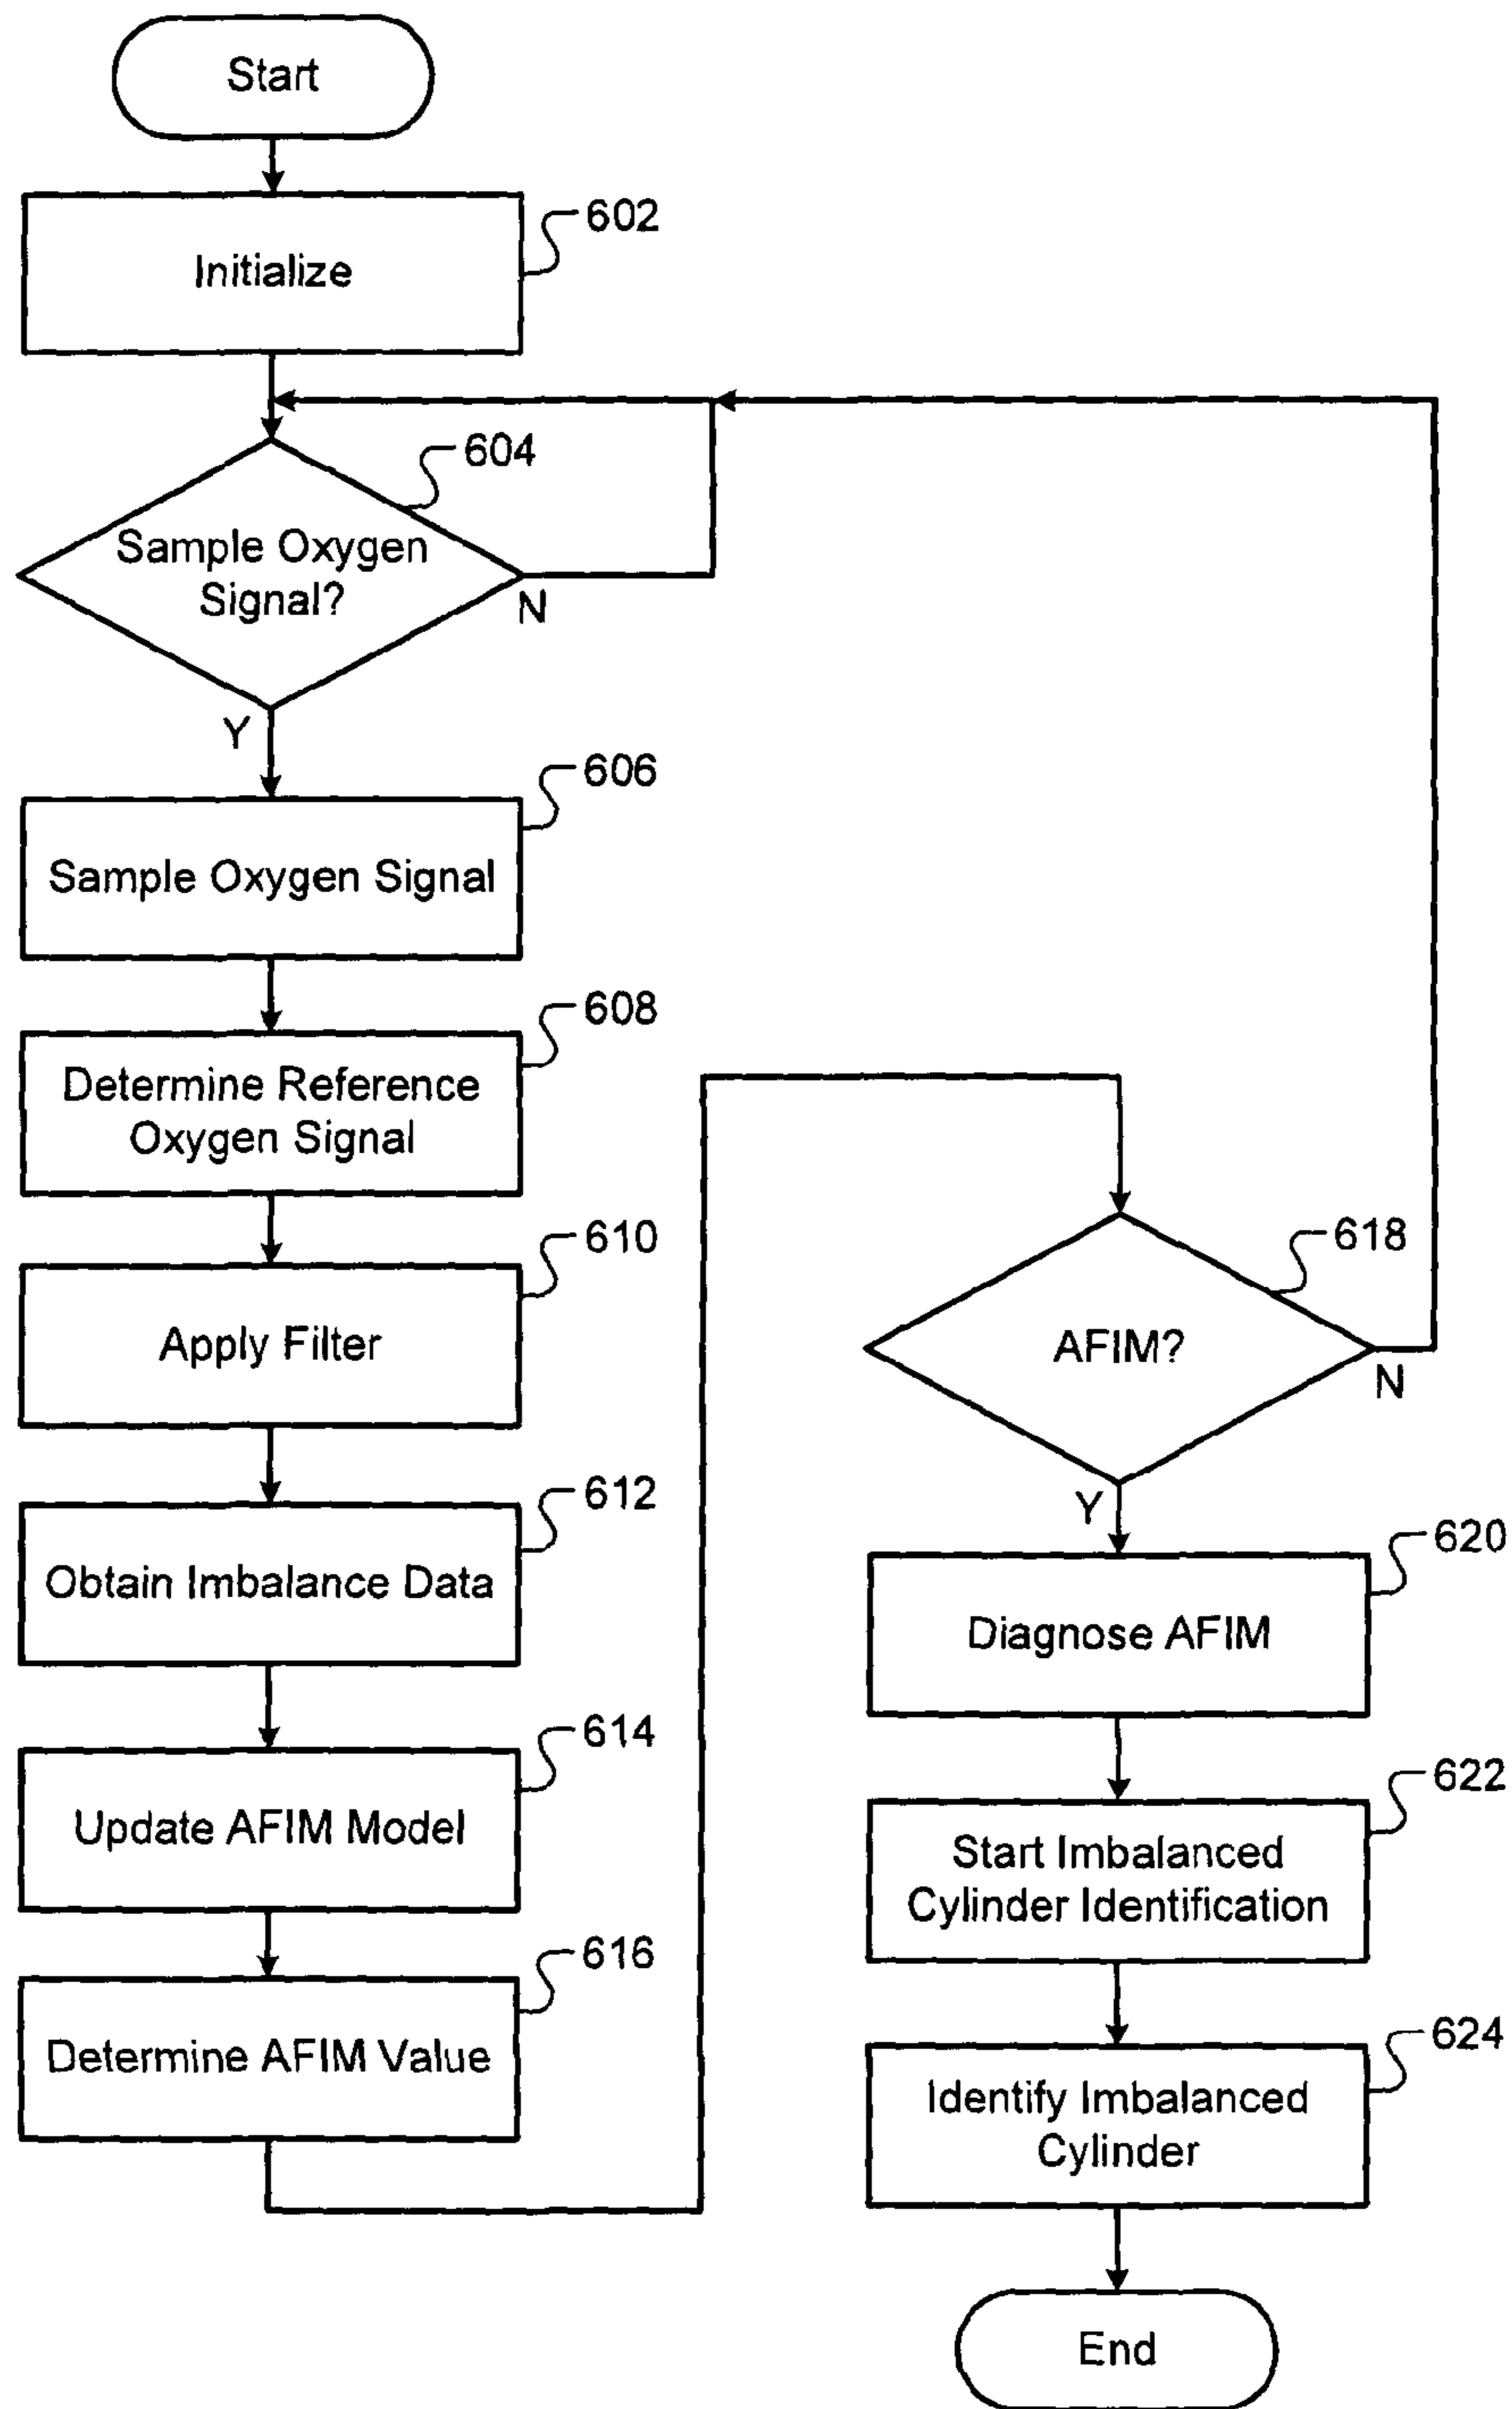 Start
602
Initialize
604
Sample Oxygen
Signal?
N
Y
606
Sample Oxygen Signal
608
Determine Reference
Oxygen Signal
610
Apply Filter
612
Obtain Imbalance Data
614
Update AFIM Model
616
Determine AFIM Value
618
AFIM?
N
Y
620
Diagnose AFIM
622
Start Imbalanced
Cylinder Identification
624
Identify Imbalanced
Cylinder
End